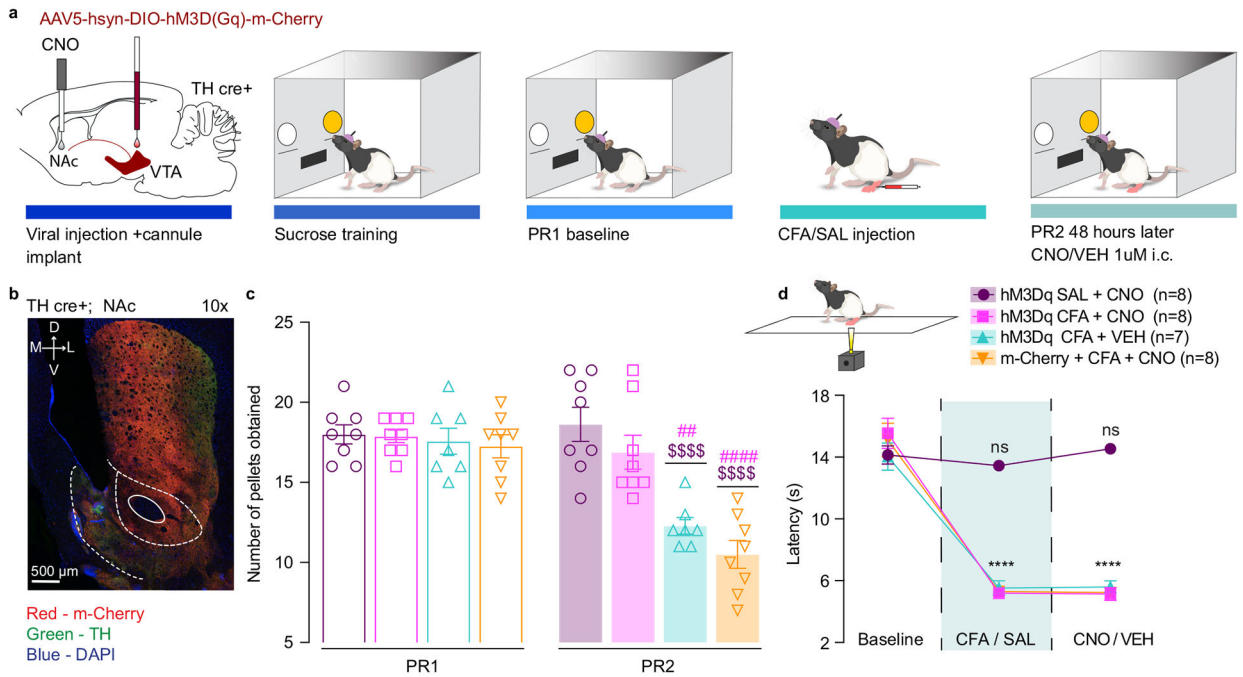 a
AAV5-hsyn-DIO-hM3D(Gq)-m-Cherry
CNO
TH cre+
NAc
VTA
Viral injection +cannule
implant
Sucrose training
PR1 baseline
CFA/SAL injection
PR2 48 hours later
CNO/VEH 1uM i.c.
b
TH cre+; NAc 10x
D
M L
V
500 µm
Red - m-Cherry
Green - TH
Blue - DAPI
c
Number of pellets obtained
25
20
15
10
5
##
$$$$
####
$$$$
PR1
PR2
d
hM3Dq SAL + CNO (n=8)
hM3Dq CFA + CNO (n=8)
hM3Dq CFA + VEH (n=7)
m-Cherry + CFA + CNO (n=8)
Latency (s)
18
14
10
6
2
ns
ns
****
****
Baseline
CFA / SAL
CNO / VEH